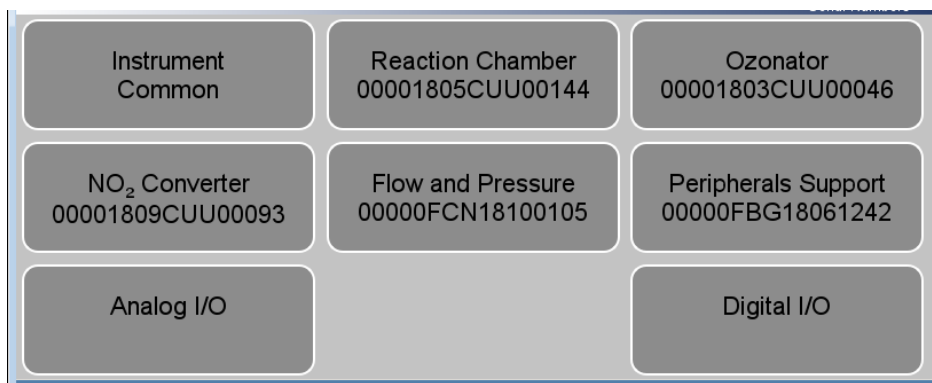 Instrument
Common
Reaction Chamber
00001805CUU00144
Ozonator
00001803CUU00046
NO₂ Converter
00001809CUU00093
Flow and Pressure
00000FCN18100105
Peripherals Support
00000FBG18061242
Analog I/O
Digital I/O